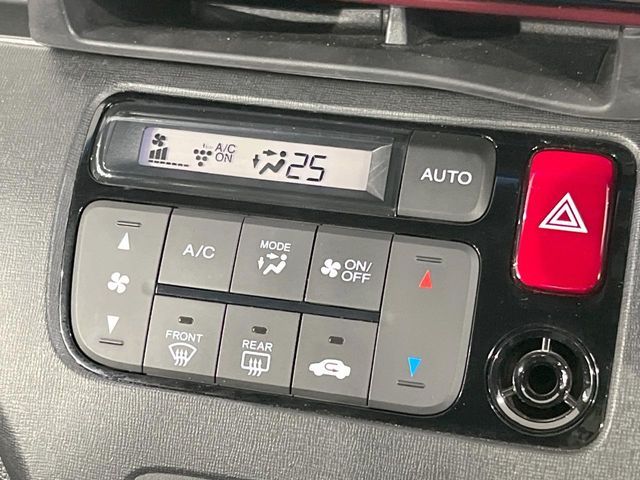 A/C
ON
25
AUTO
A/C
MODE
ON/
OFF
FRONT
REAR